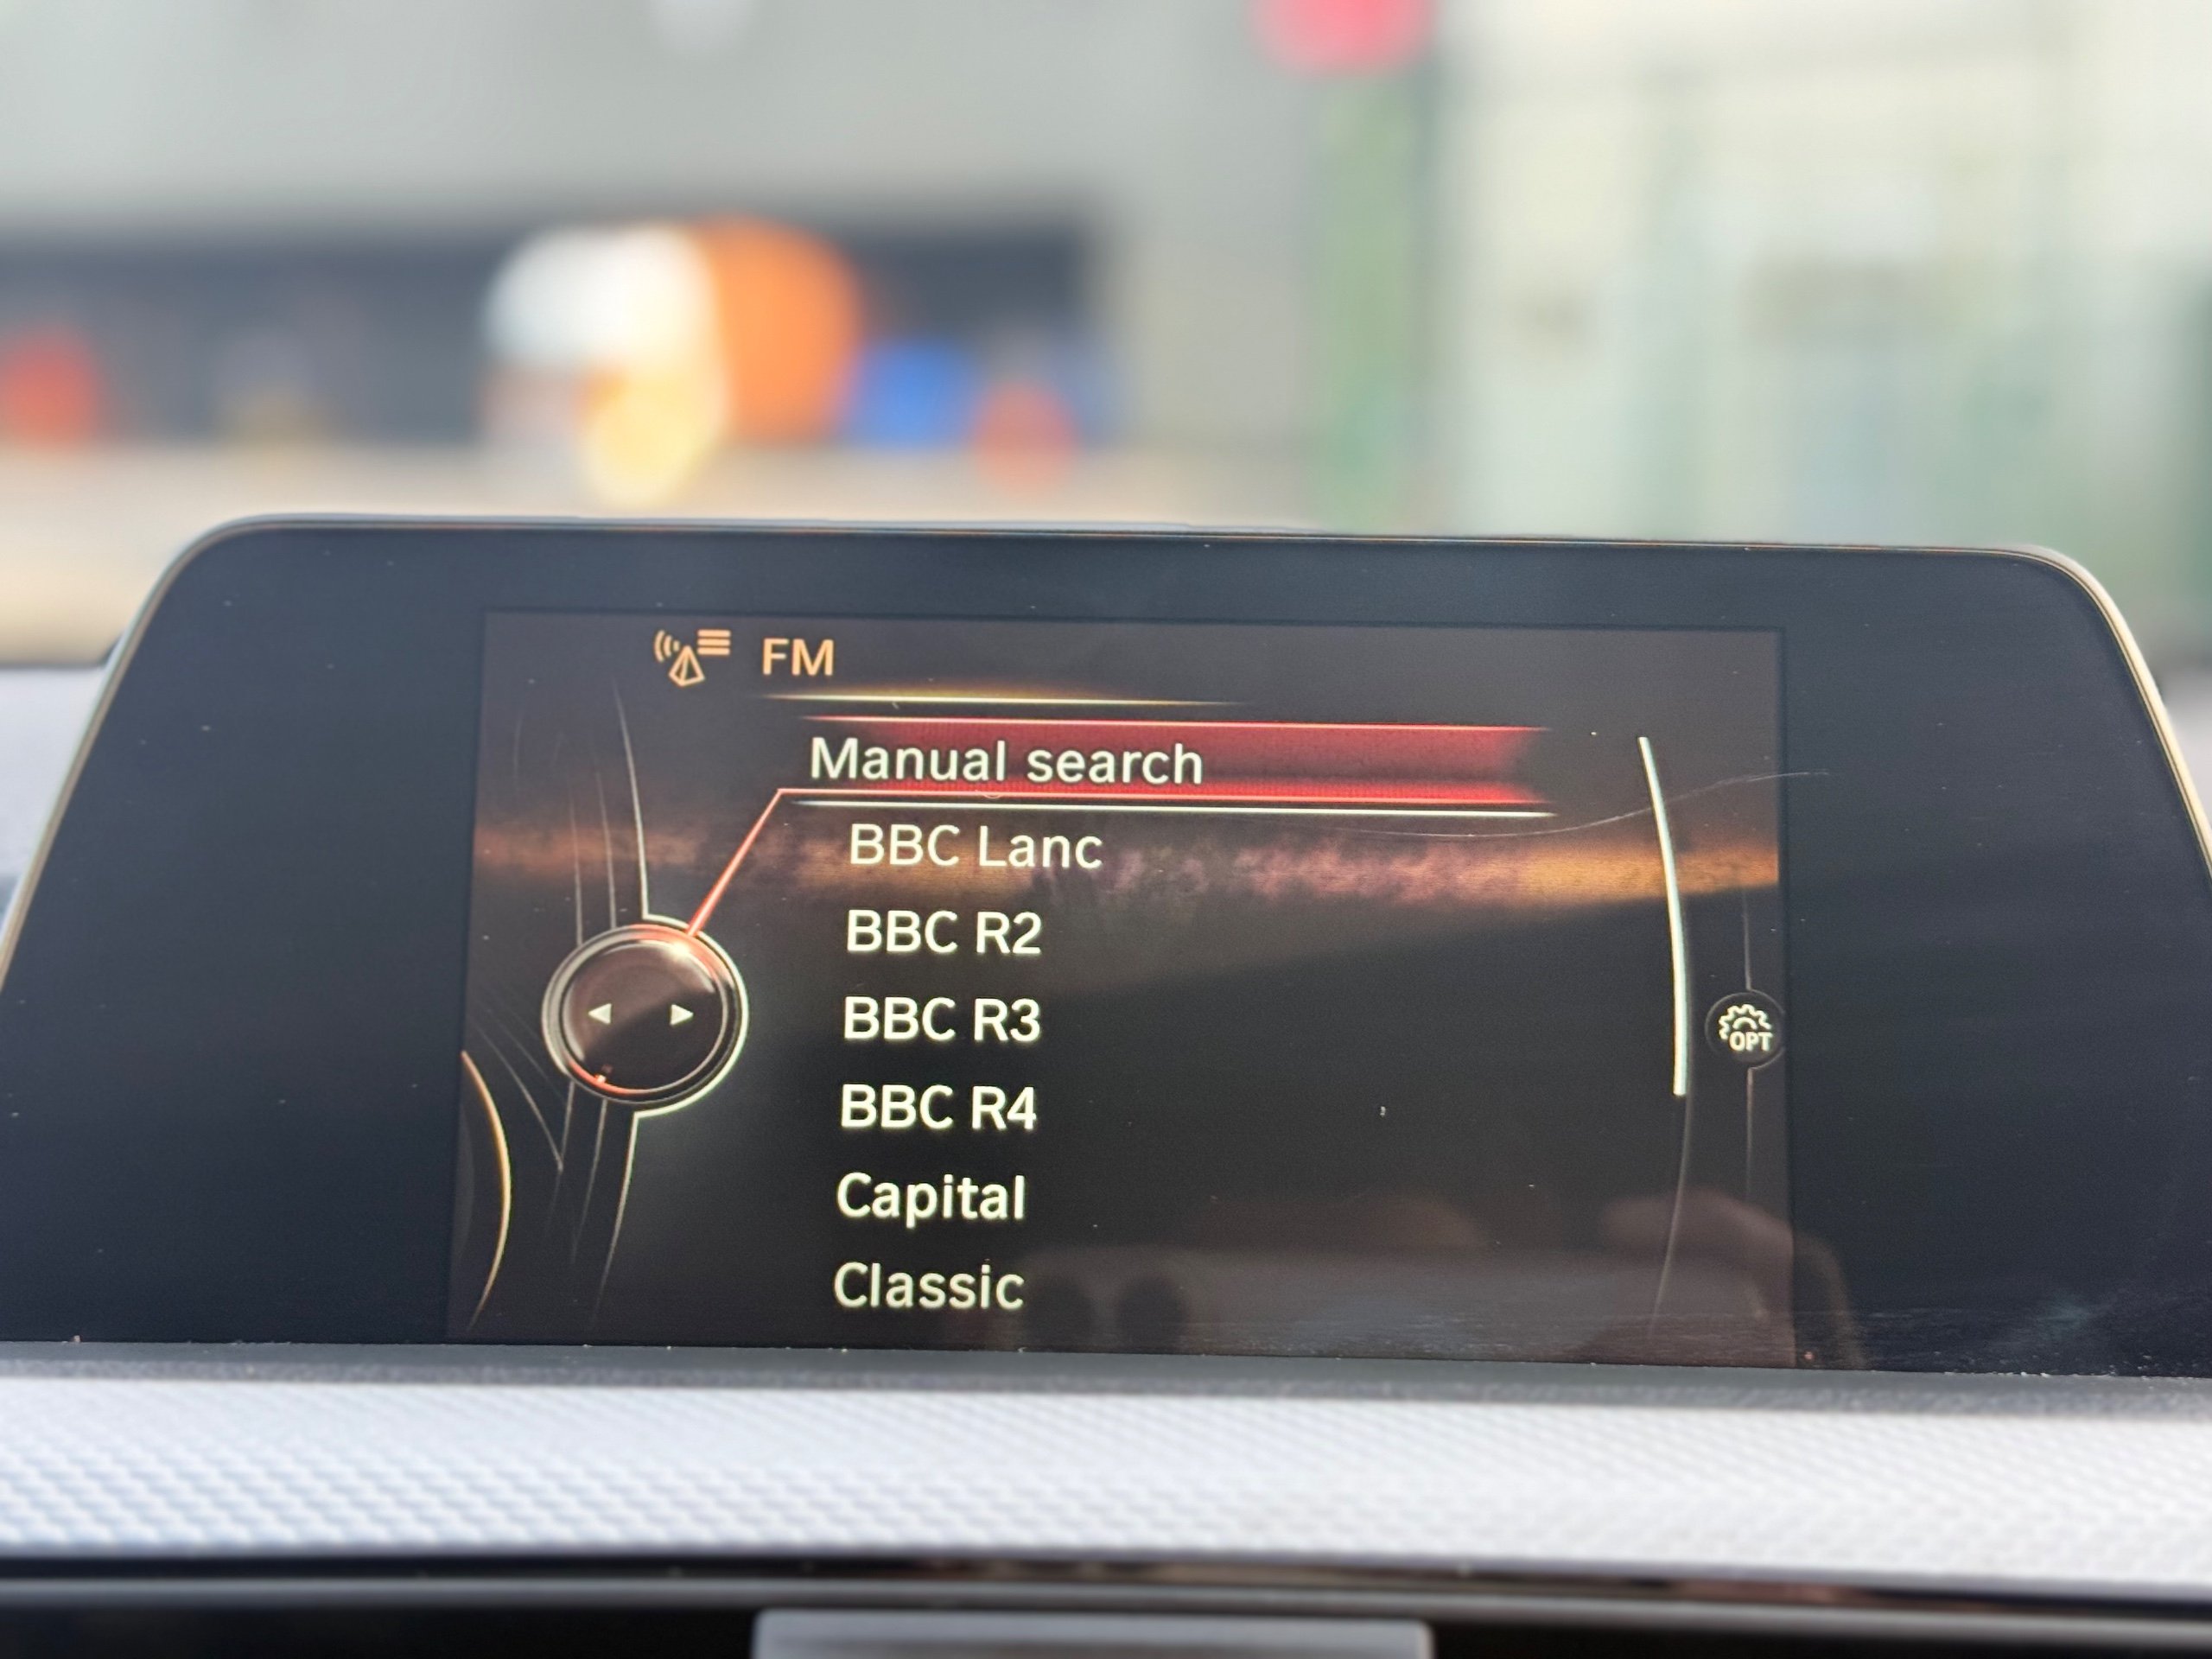 FM
Manual search
BBC Lanc
BBC R2
BBC R3
BBC R4
Capital
Classic
OPT